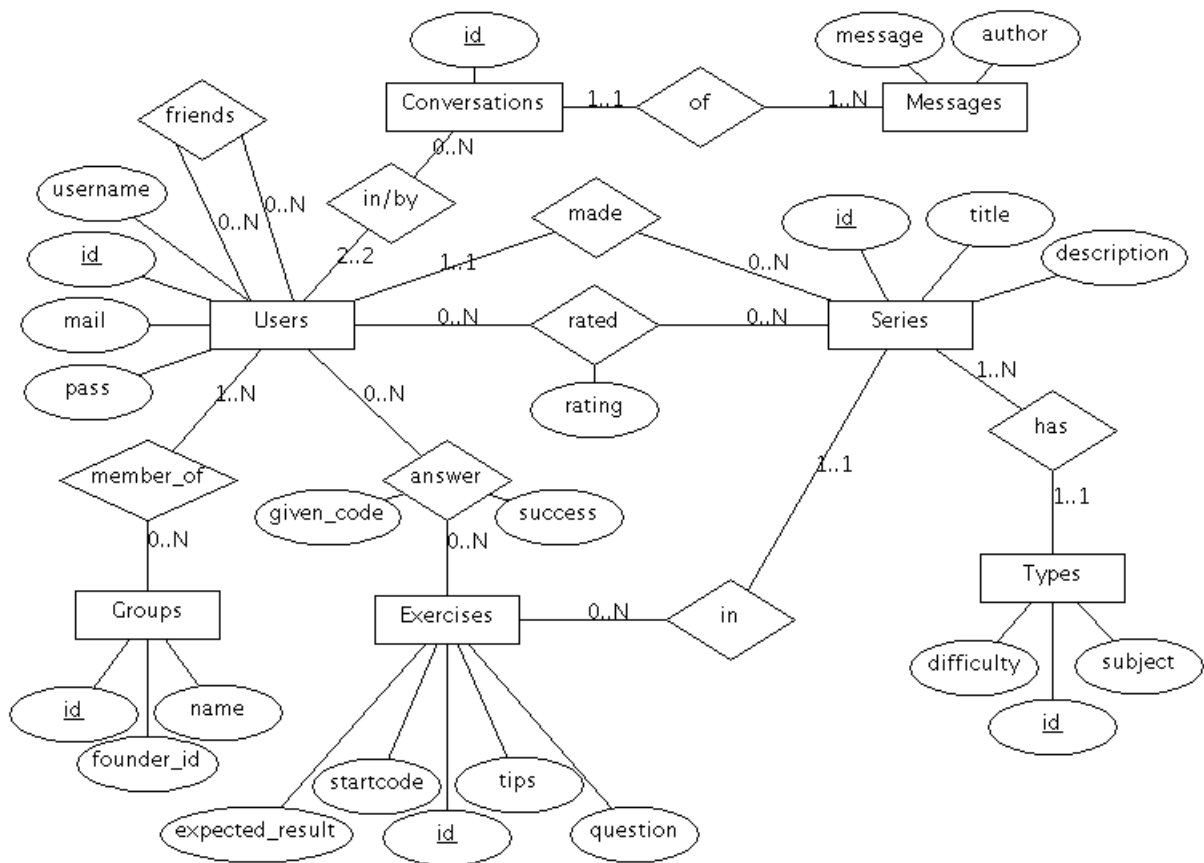 id
message
author
Conversations
1..1
of
1..N
Messages
friends
0..N
username
0..N
0..N
in/by
made
id
title
id
2..2
1..1
0..N
description
mail
Users
0..N
rated
0..N
Series
pass
1..N
0..N
rating
1..N
has
member_of
answer
1..1
given_code
success
1..1
0..N
0..N
Types
Groups
Exercises
0..N
in
difficulty
subject
id
name
id
founder_id
startcode
tips
expected_result
id
question